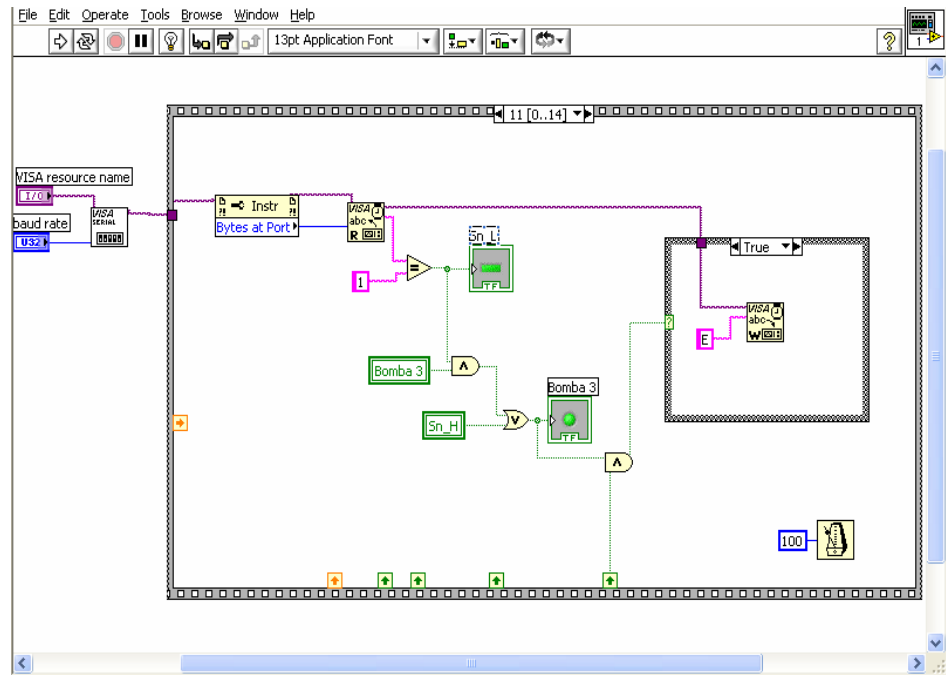 File Edit Operate Tools Browse Window Help
13pt Application Font
?
1
11 [0..14]
VISA resource name
I/O
VISA
SERIAL
baud rate
U32
Instr
Bytes at Port
VISA
abc
R
1
=
Sn_L
TF
True
?
VISA
abc
W
E
Bomba 3
∧
Bomba 3
TF
Sn_H
∨
∧
100